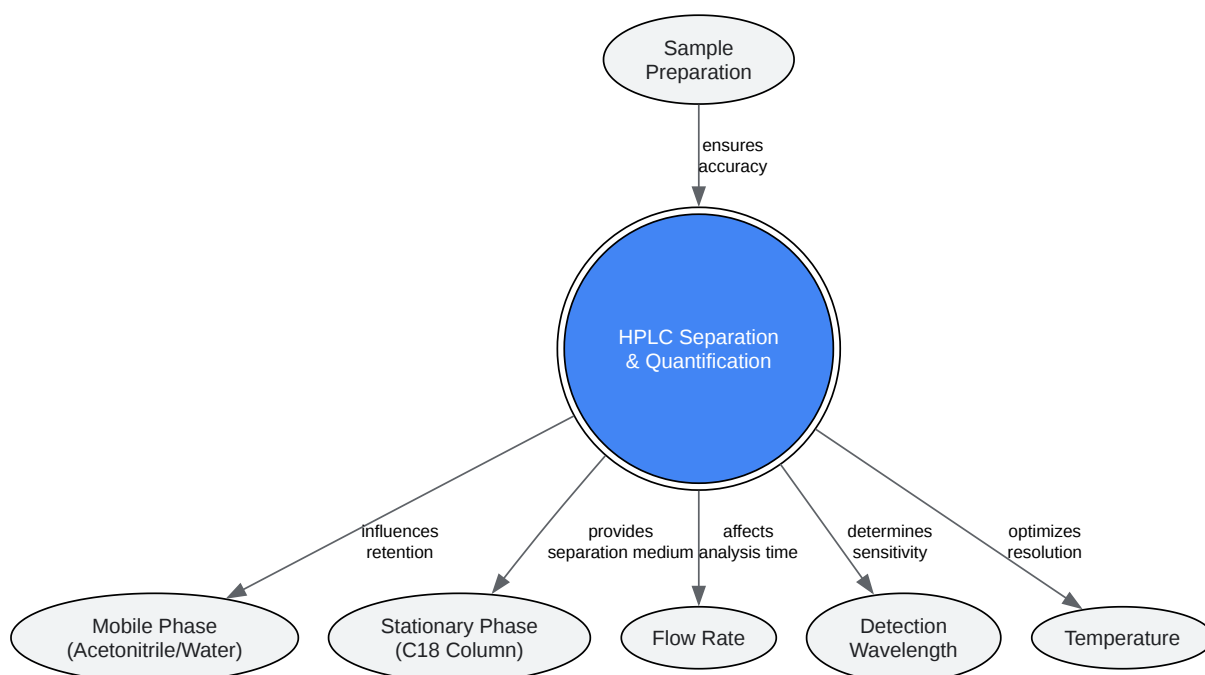 Sample
Preparation
ensures
accuracy
HPLC Separation
& Quantification
influences
retention
provides
separation medium
affects
analysis time
determines
sensitivity
optimizes
resolution
Mobile Phase
(Acetonitrile/Water)
Stationary Phase
(C18 Column)
Flow Rate
Detection
Wavelength
Temperature